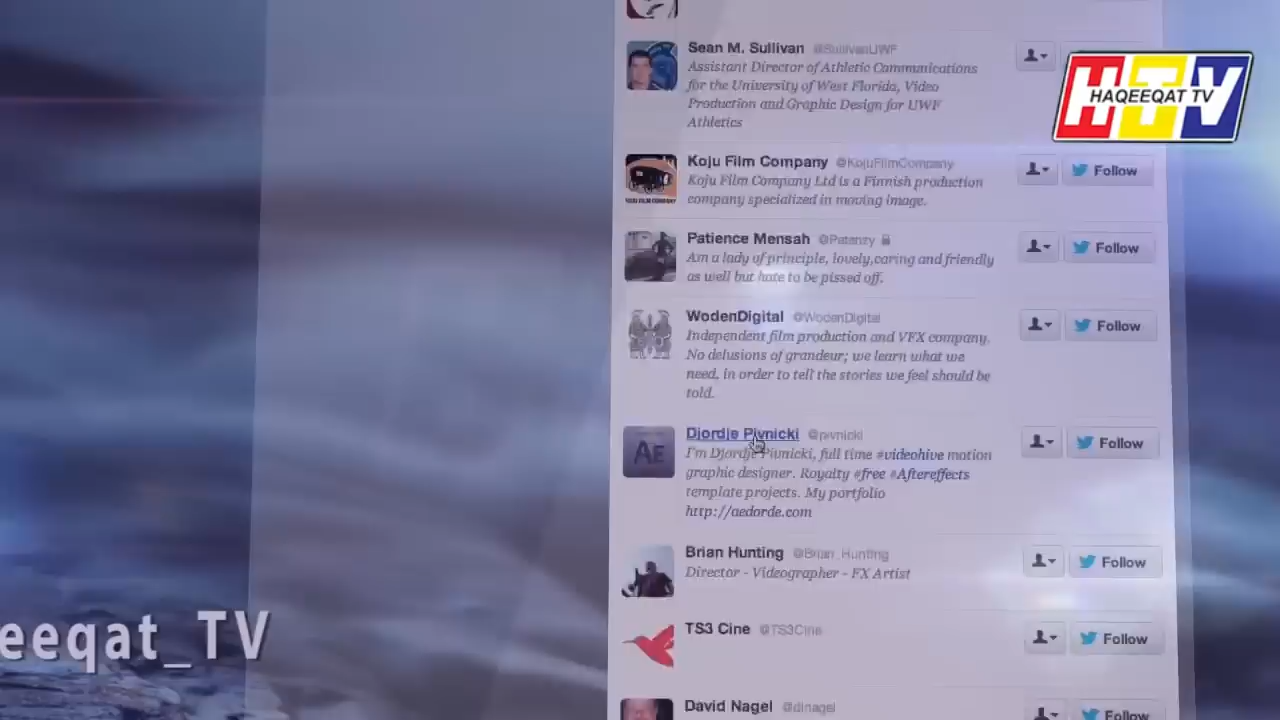 Sean M. Sullivan @SullivanUWF
Assistant Director of Athletic Communications
for the University of West Florida, Video
Production and Graphic Design for UWF
Athletics
HTV
HAQEEQAT TV
Koju Film Company @KojuFilmCompany
Follow
Koju Film Company Ltd is a Finnish production
company specialized in moving image.
KOJU FILM COMPANY
Patience Mensah @Patenzy
Follow
Am a lady of principle, lovely,caring and friendly
as well but hate to be pissed off.
WodenDigital @WodenDigital
Follow
Independent film production and VFX company.
No delusions of grandeur; we learn what we
need, in order to tell the stories we feel should be
told.
Djordje Pivnicki @pivnicki
AE
Follow
I'm Djordje Pivnicki, full time #videohive motion
graphic designer. Royalty #free #Aftereffects
template projects. My portfolio
http://aedorde.com
Brian Hunting @Brian_Hunting
Follow
Director - Videographer - FX Artist
TS3 Cine @TS3Cine
Follow
eeqat_TV
David Nagel @dinagel
Follow